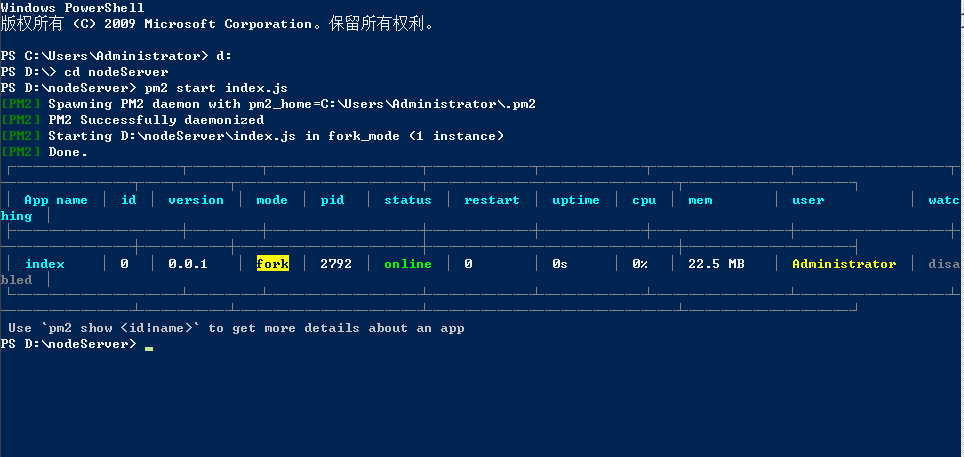 Windows PowerShell
版权所有 (C) 2009 Microsoft Corporation。保留所有权利。
PS C:\Users\Administrator> d:
PS D:\> cd nodeServer
PS D:\nodeServer> pm2 start index.js
[PM2] Spawning PM2 daemon with pm2_home=C:\Users\Administrator\.pm2
[PM2] PM2 Successfully daemonized
[PM2] Starting D:\nodeServer\index.js in fork_mode (1 instance)
[PM2] Done.
│ App name │ id │ version │ mode │ pid │ status │ restart │ uptime │ cpu │ mem │ user │ watc
hing │
│ index │ 0 │ 0.0.1 │ fork │ 2792 │ online │ 0 │ 0s │ 0% │ 22.5 MB │ Administrator │ disa
bled │
Use `pm2 show <id|name>` to get more details about an app
PS D:\nodeServer>